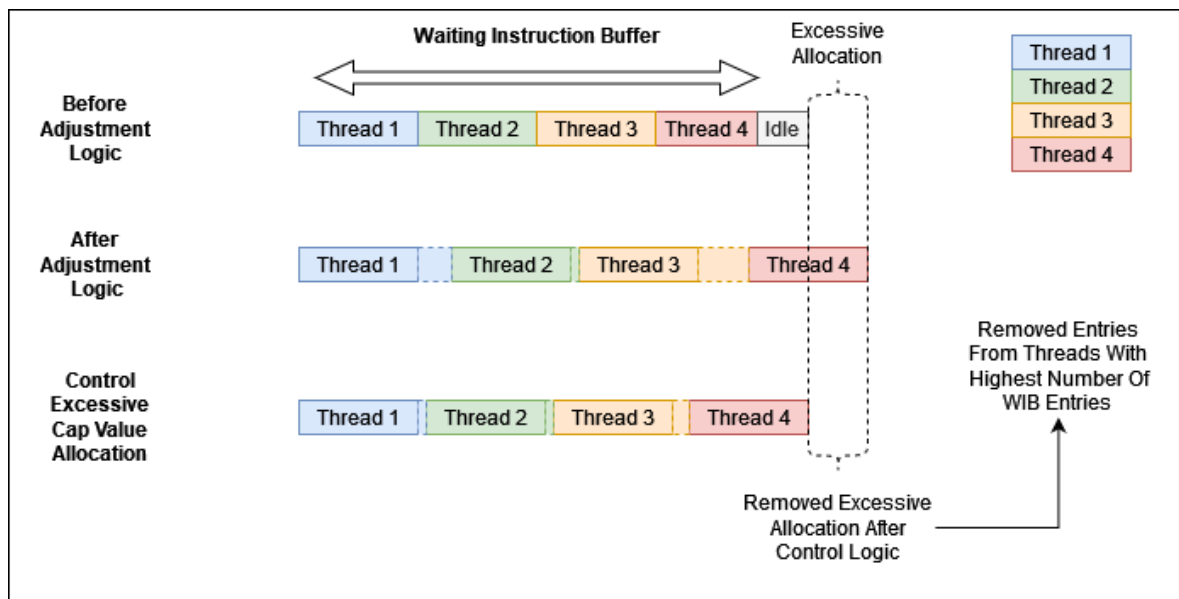 Waiting Instruction Buffer
Excessive
Allocation
Thread 1
Thread 2
Thread 3
Thread 4
Before
Adjustment
Logic
Thread 1 Thread 2 Thread 3 Thread 4 Idle
After
Adjustment
Logic
Thread 1 Thread 2 Thread 3 Thread 4
Control
Excessive
Cap Value
Allocation
Thread 1 Thread 2 Thread 3 Thread 4
Removed Entries
From Threads With
Highest Number Of
WIB Entries
Removed Excessive
Allocation After
Control Logic